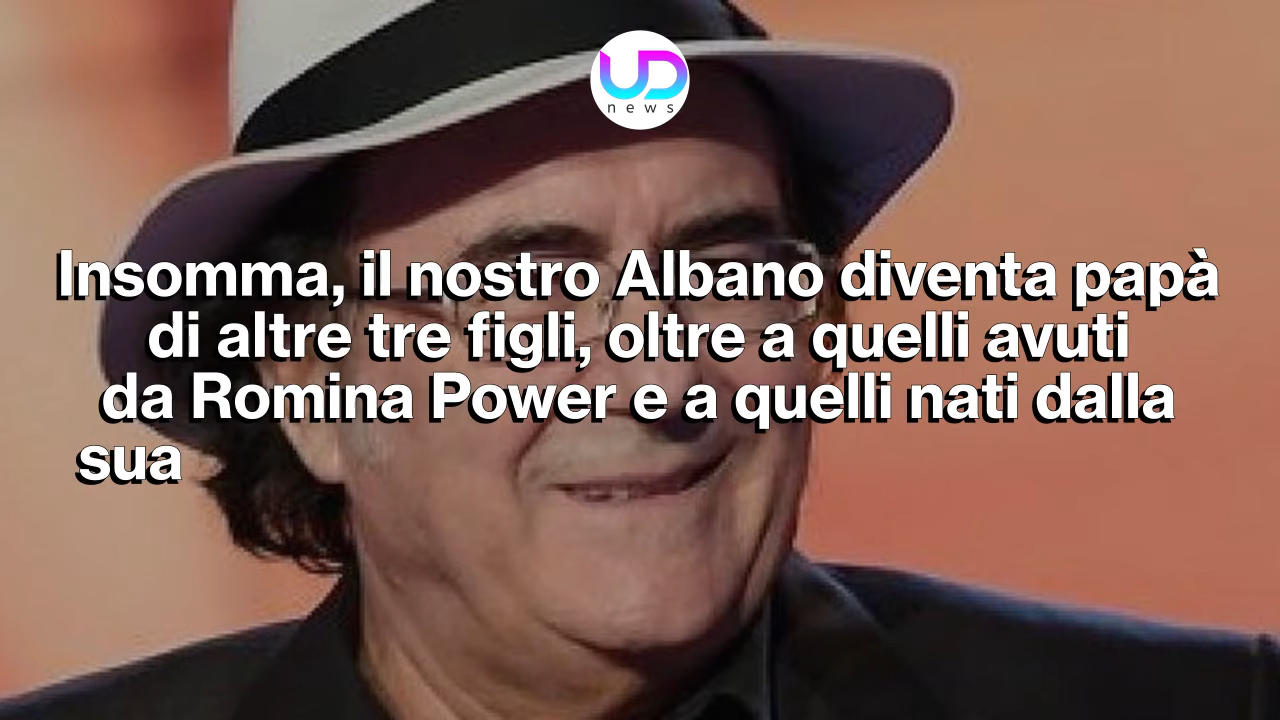 UD
news
Insomma, il nostro Albano diventa papà
di altre tre figli, oltre a quelli avuti
da Romina Power e a quelli nati dalla
sua